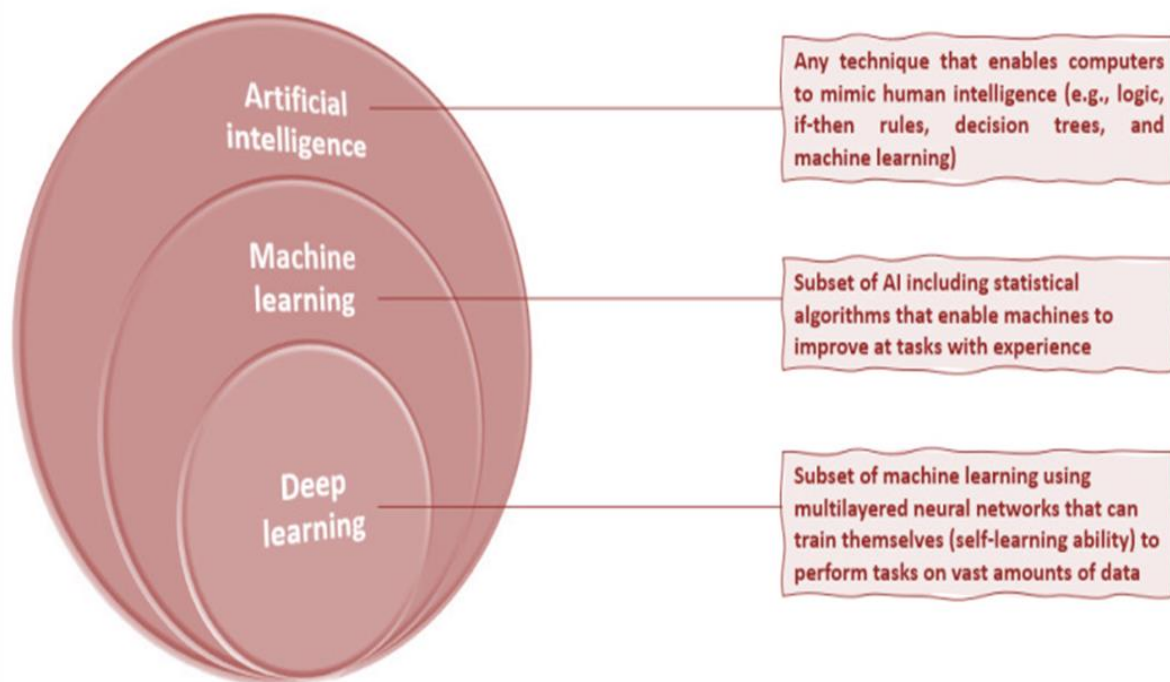 Artificial
intelligence
Any technique that enables computers
to mimic human intelligence (e.g., logic,
if-then rules, decision trees, and
machine learning)
Machine
learning
Subset of AI including statistical
algorithms that enable machines to
improve at tasks with experience
Deep
learning
Subset of machine learning using
multilayered neural networks that can
train themselves (self-learning ability) to
perform tasks on vast amounts of data